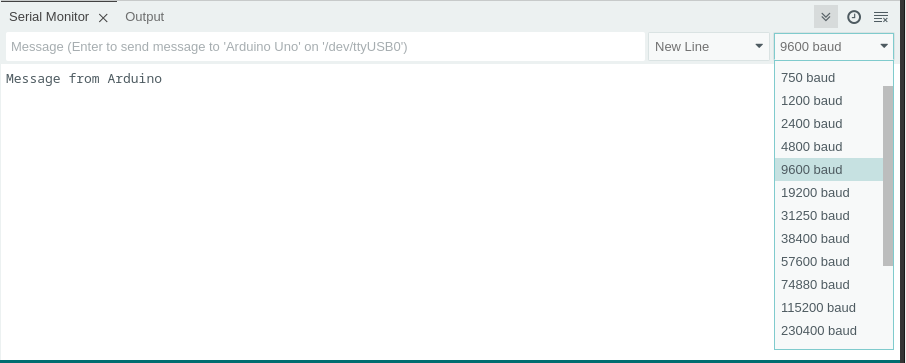 Serial Monitor Output
Message (Enter to send message to 'Arduino Uno' on '/dev/ttyUSB0') New Line 9600 baud
Message from Arduino
750 baud
1200 baud
2400 baud
4800 baud
9600 baud
19200 baud
31250 baud
38400 baud
57600 baud
74880 baud
115200 baud
230400 baud